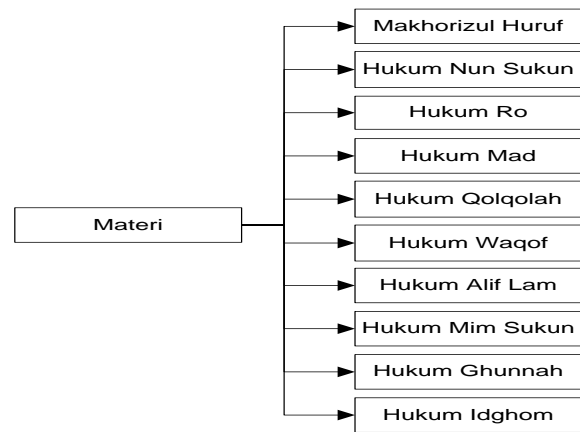 Makhorizul Huruf
Hukum Nun Sukun
Hukum Ro
Hukum Mad
Hukum Qolqolah
Materi
Hukum Waqof
Hukum Alif Lam
Hukum Mim Sukun
Hukum Ghunnah
Hukum Idghom